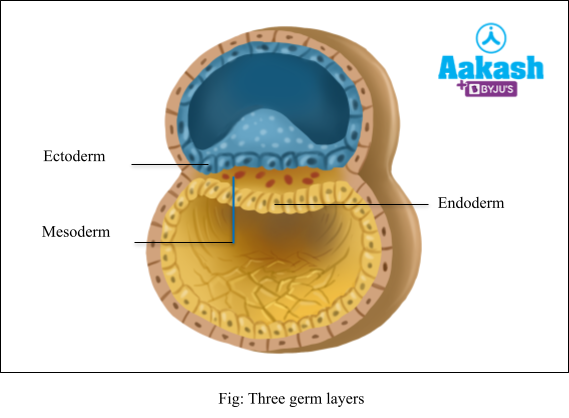 Aakash
+BYJU'S
Ectoderm
Endoderm
Mesoderm
Fig: Three germ layers